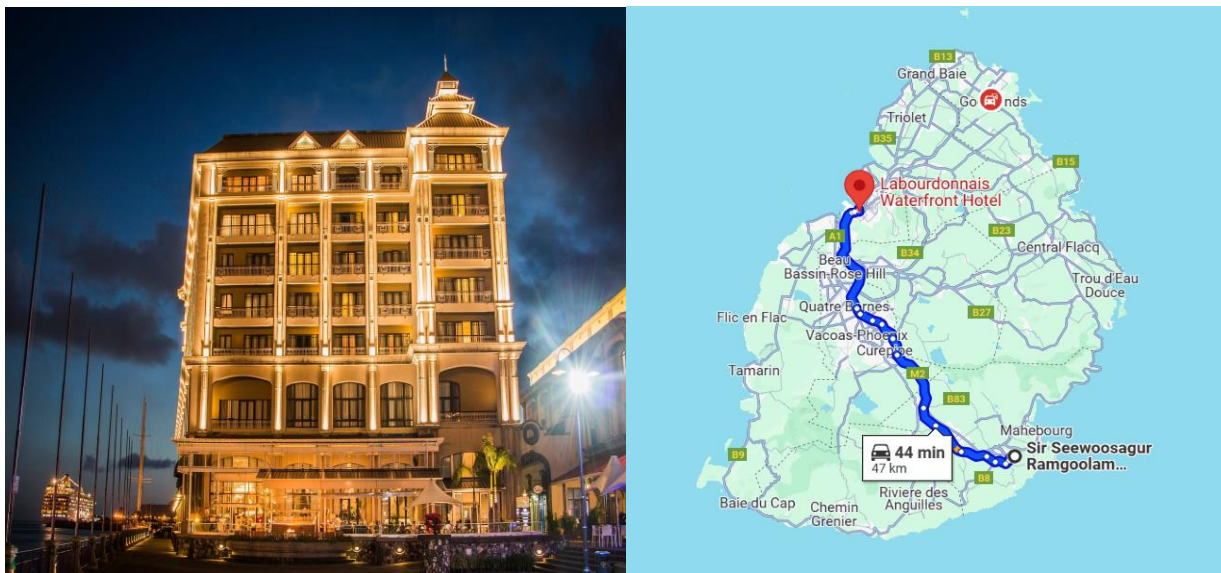 B13
Grand Baie
Go nds
Triolet
B35
B15
Labourdonnais
Waterfront Hotel
A1
B23
B34
Central Flacq
Beau
Bassin-Rose Hill
Trou d'Eau
Douce
Quatre Bornes
B27
Flic en Flac
Vacoas-Phoenix
Curepipe
Tamarin
M2
B83
Mahebourg
44 min
47 km
Sir Seewoosagur
Ramgoolam...
B9
B8
Riviere des
Anguilles
Baie du Cap
Chemin
Grenier